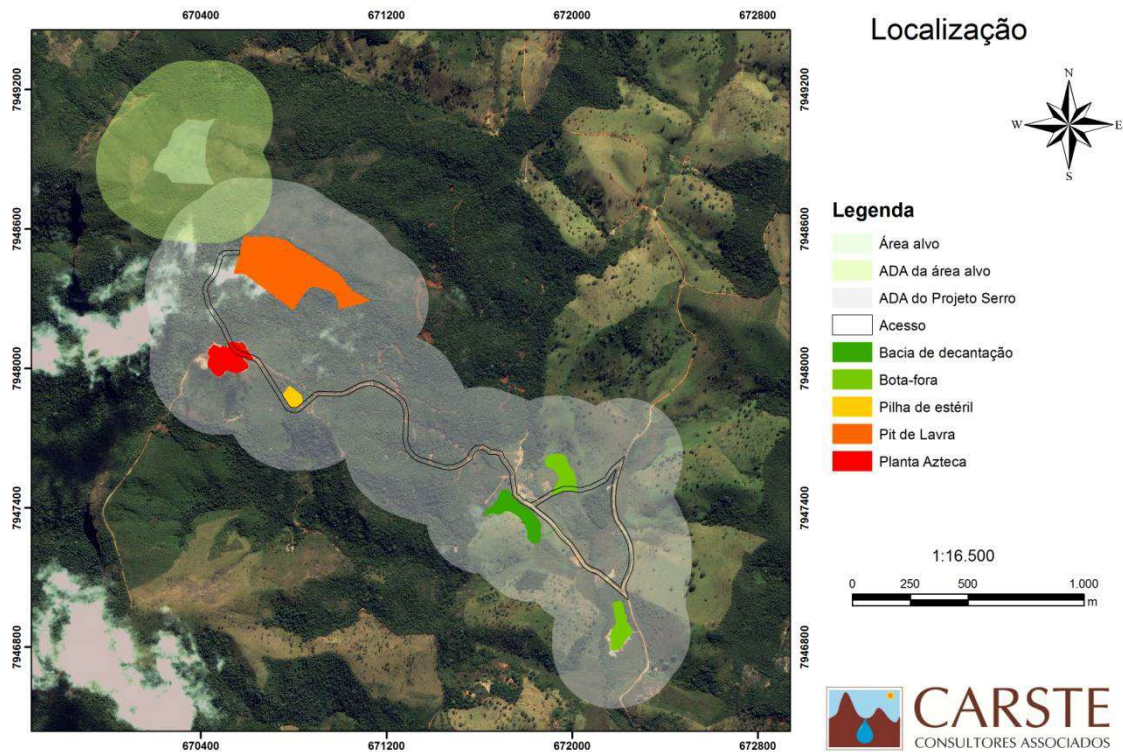 670400 671200 672000 672800
Localização
7949200
7949200
N
W
E
S
7948600
7948600
Legenda
Área alvo
ADA da área alvo
ADA do Projeto Serro
Acesso
Bacia de decantação
Bota-fora
Pilha de estéril
Pit de Lavra
Planta Azteca
7948000
7948000
7947400
7947400
1:16.500
0 250 500 1.000
m
7946800
7946800
670400 671200 672000 672800
CARSTE
CONSULTORES ASSOCIADOS